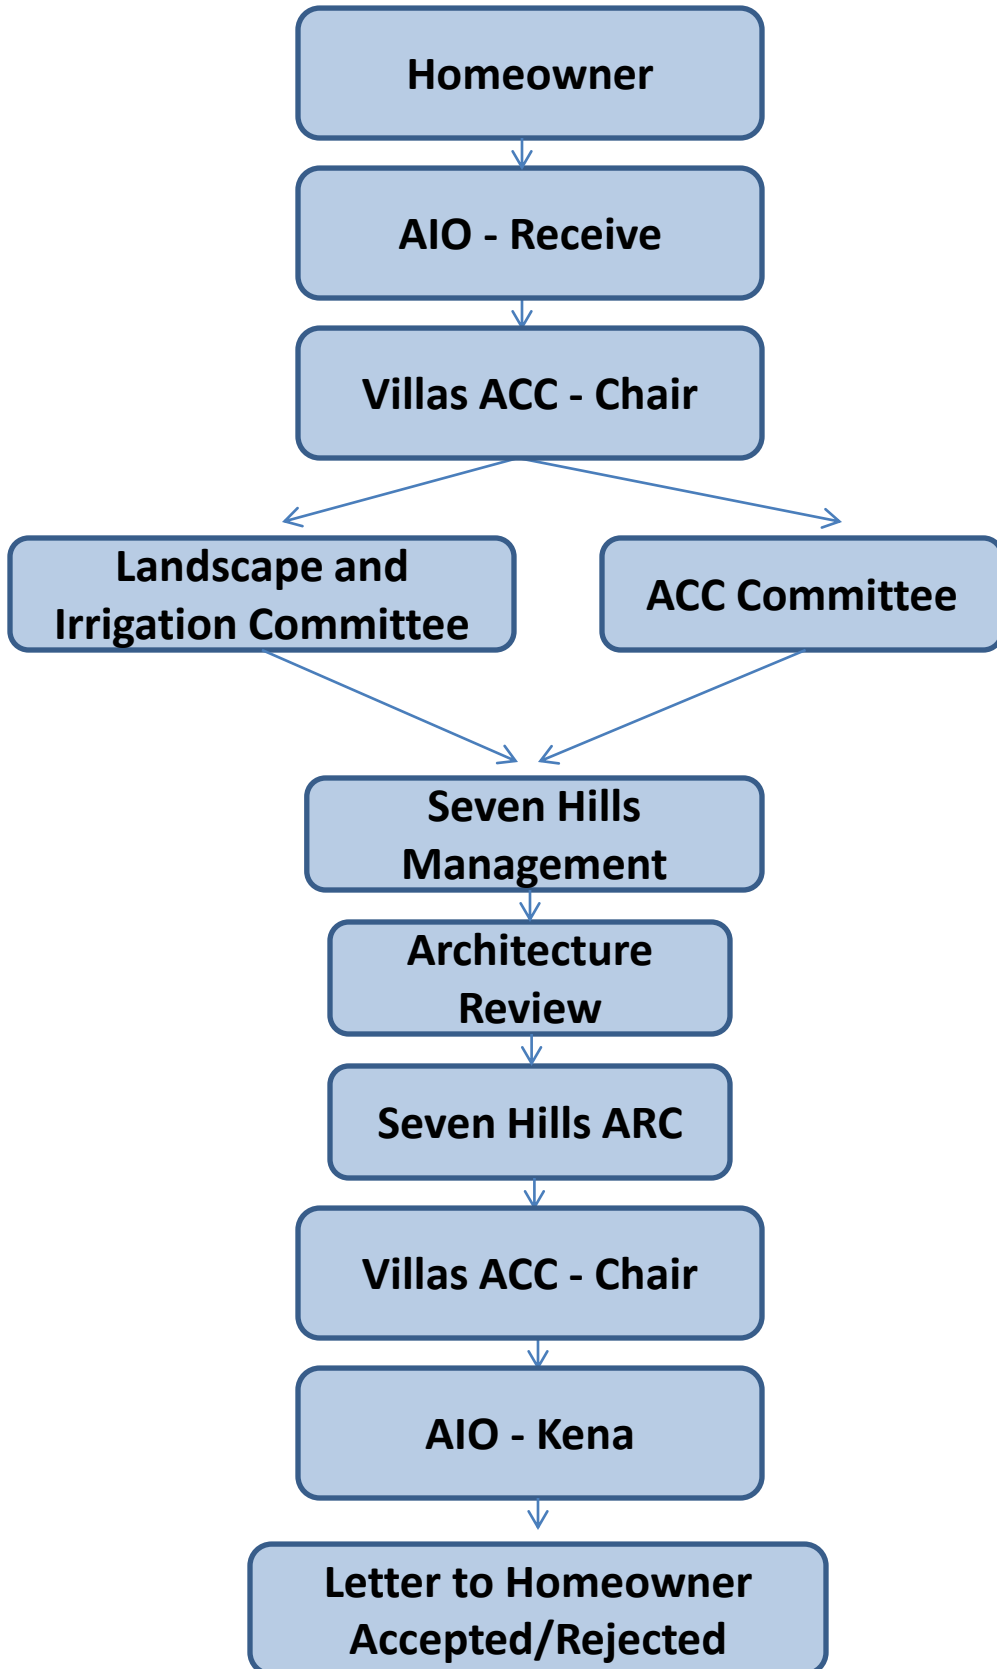 Homeowner
AIO - Receive
Villas ACC - Chair
Landscape and
Irrigation Committee
ACC Committee
Seven Hills
Management
Architecture
Review
Seven Hills ARC
Villas ACC - Chair
AIO - Kena
Letter to Homeowner
Accepted/Rejected